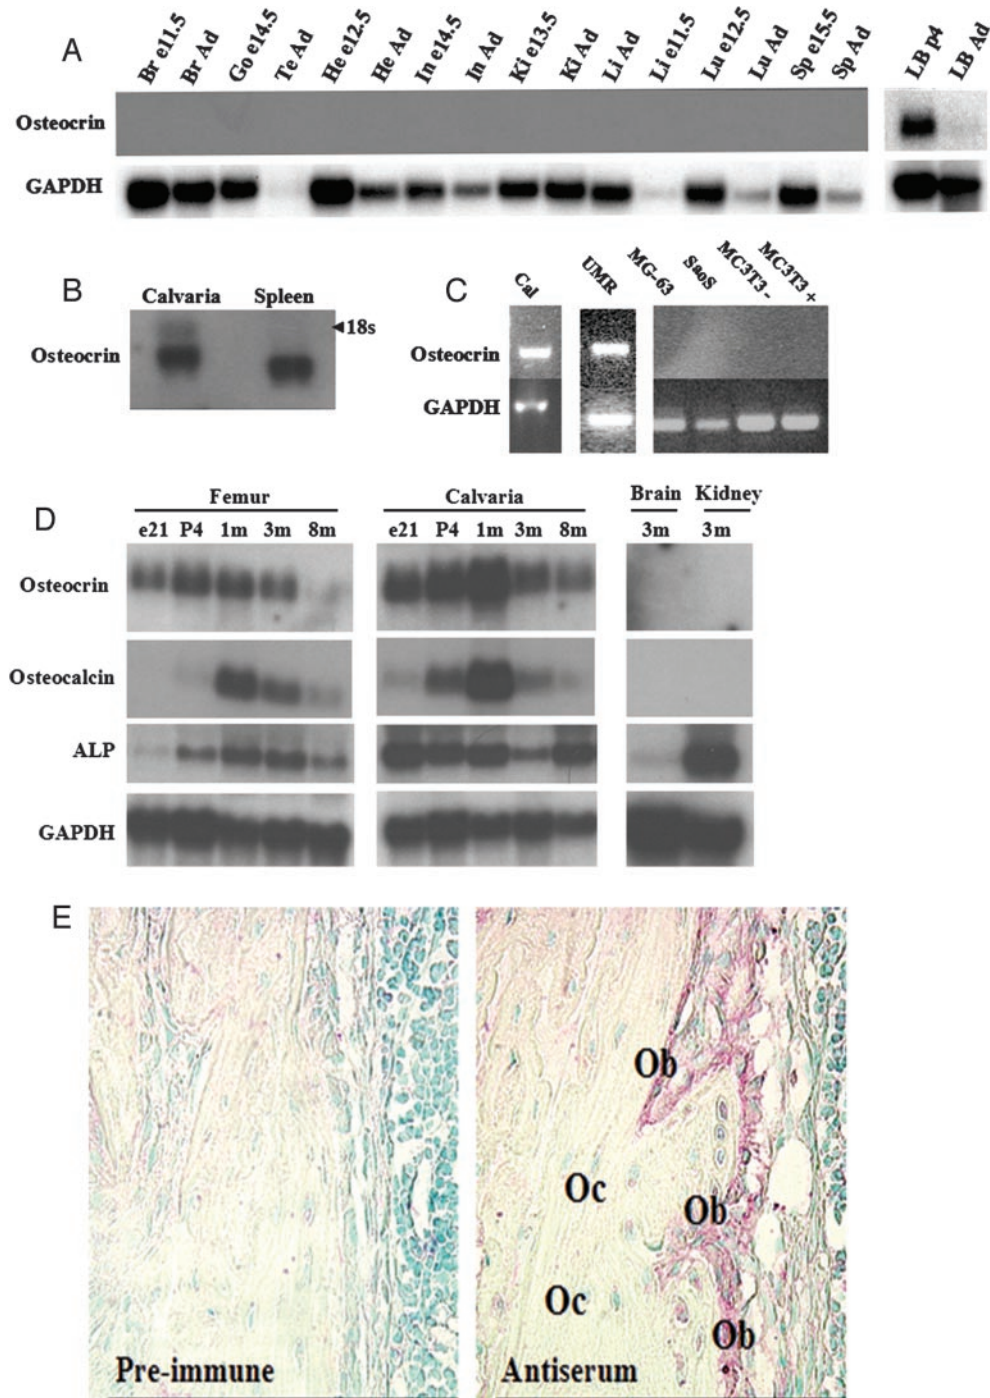 A
Br e11.5
Br Ad
Go e14.5
Te Ad
He e12.5
He Ad
In e14.5
In Ad
Ki e13.5
Ki Ad
Li Ad
Li e11.5
Lu e12.5
Lu Ad
Sp e15.5
Sp Ad
LB p4
LB Ad
Osteocrin
GAPDH
B
Calvaria Spleen
18s
Osteocrin
C
Cal
UMR
MG-63
SaoS
MC3T3 -
MC3T3 +
Osteocrin
GAPDH
D
Femur Calvaria Brain Kidney
e21 P4 1m 3m 8m e21 P4 1m 3m 8m 3m 3m
Osteocrin
Osteocalcin
ALP
GAPDH
E
Ob
Oc
Ob
Oc
Ob
Pre-immune
Antiserum